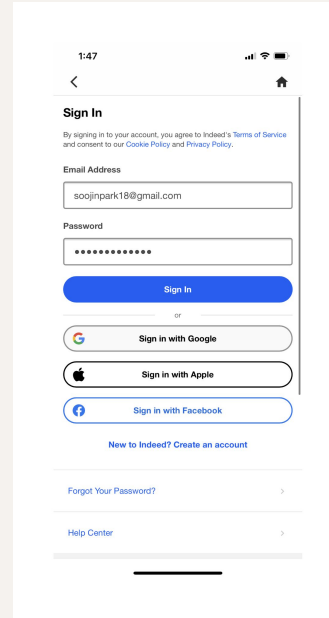 1:47
Sign In
By signing in to your account, you agree to Indeed's Terms of Service
and consent to our Cookie Policy and Privacy Policy.
Email Address
soojinpark18@gmail.com
Password
•••••••••••••
Sign In
or
Sign in with Google
Sign in with Apple
Sign in with Facebook
New to Indeed? Create an account
Forgot Your Password?
Help Center